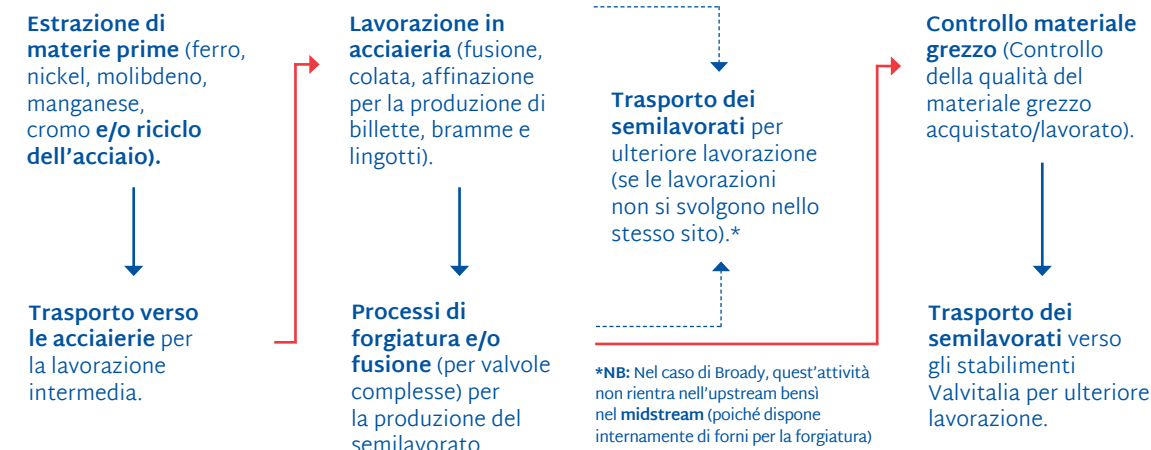 Estrazione di
materie prime (ferro,
nickel, molibdeno,
manganese,
cromo e/o riciclo
dell'acciaio).
Trasporto verso
le acciaierie per
la lavorazione
intermedia.
Lavorazione in
acciaieria (fusione,
colata, affinazione
per la produzione di
billette, bramme e
lingotti).
Processi di
forgiatura e/o
fusione (per valvole
complesse) per
la produzione del
semilavorato
Trasporto dei
semilavorati per
ulteriore lavorazione
(se le lavorazioni
non si svolgono nello
stesso sito).*
*NB: Nel caso di Broady, quest'attività
non rientra nell'upstream bensì
nel midstream (poiché dispone
internamente di forni per la forgiatura)
Controllo materiale
grezzo (Controllo
della qualità del
materiale grezzo
acquistato/lavorato).
Trasporto dei
semilavorati verso
gli stabilimenti
Valvitalia per ulteriore
lavorazione.